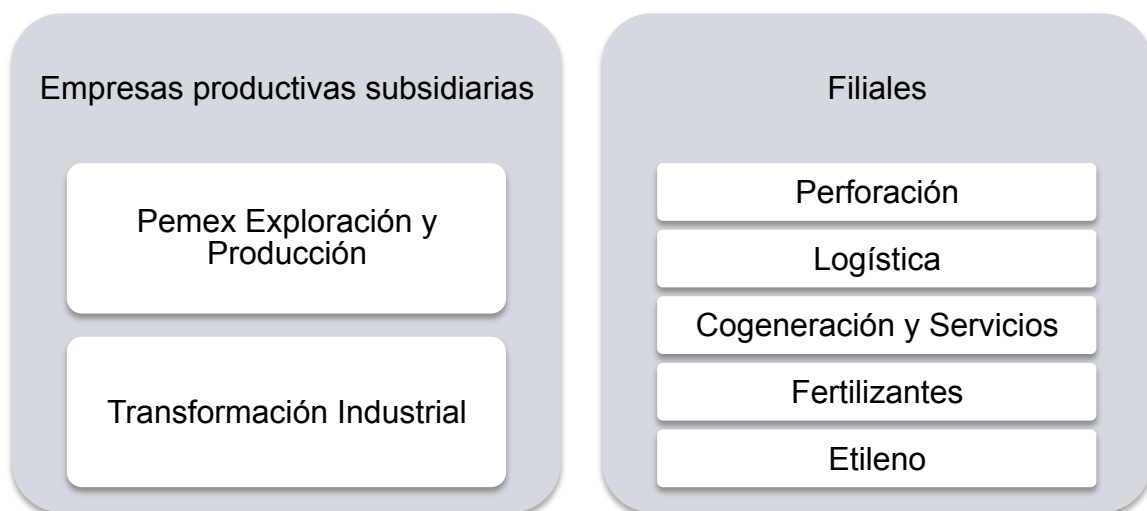 Empresas productivas subsidiarias
Pemex Exploración y
Producción
Transformación Industrial
Filiales
Perforación
Logística
Cogeneración y Servicios
Fertilizantes
Etileno